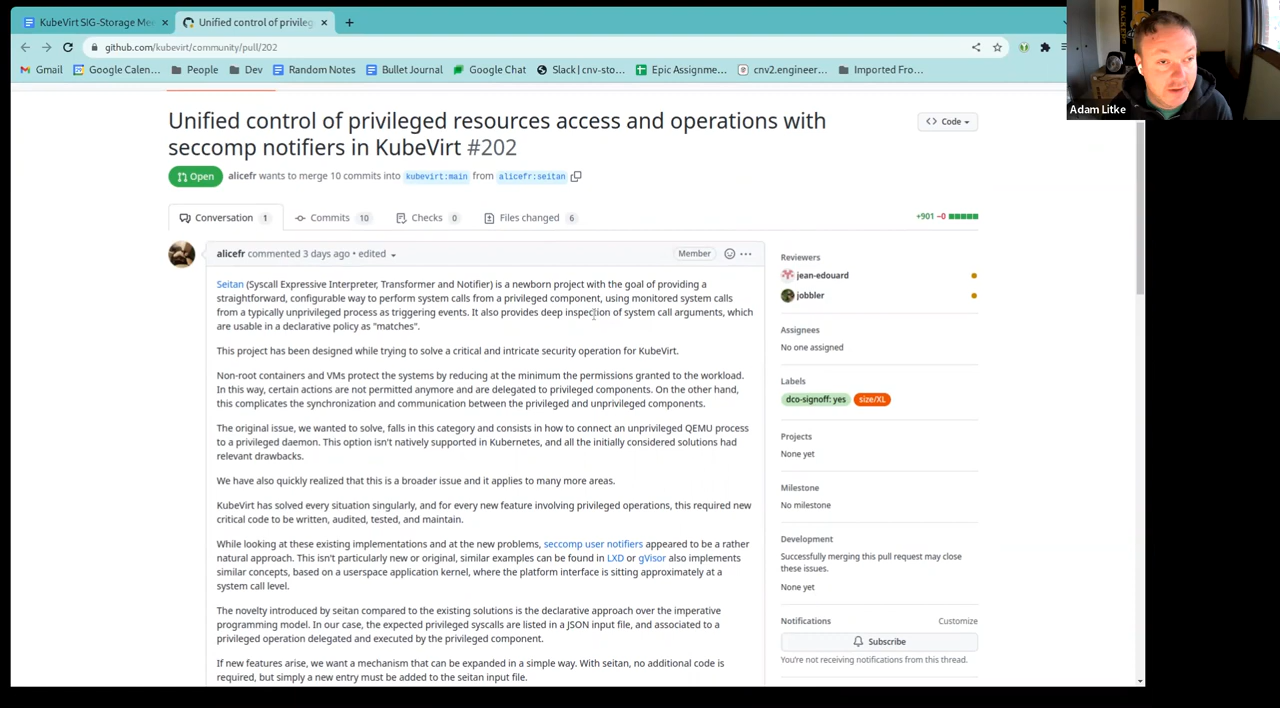 KubeVirt SIG-Storage Me
Unified control of privileg
github.com/kubevirt/community/pull/202
Gmail
Google Calen...
People
Dev
Random Notes
Bullet Journal
Google Chat
Slack | cnv-sto...
Epic Assignme...
cnv2.engineer...
Imported Fro...
Adam Litke
Unified control of privileged resources access and operations with
seccomp notifiers in KubeVirt #202
<> Code
Open
alicefr wants to merge 10 commits into kubevirt:main from alicefr:seitan
Conversation 1
Commits 10
Checks 0
Files changed 6
+901 −0
alicefr commented 3 days ago • edited
Member
Seitan (Syscall Expressive Interpreter, Transformer and Notifier) is a newborn project with the goal of providing a
straightforward, configurable way to perform system calls from a privileged component, using monitored system calls
from a typically unprivileged process as triggering events. It also provides deep inspection of system call arguments, which
are usable in a declarative policy as "matches".
This project has been designed while trying to solve a critical and intricate security operation for KubeVirt.
Non-root containers and VMs protect the systems by reducing at the minimum the permissions granted to the workload.
In this way, certain actions are not permitted anymore and are delegated to privileged components. On the other hand,
this complicates the synchronization and communication between the privileged and unprivileged components.
The original issue, we wanted to solve, falls in this category and consists in how to connect an unprivileged QEMU process
to a privileged daemon. This option isn't natively supported in Kubernetes, and all the initially considered solutions had
relevant drawbacks.
We have also quickly realized that this is a broader issue and it applies to many more areas.
KubeVirt has solved every situation singularly, and for every new feature involving privileged operations, this required new
critical code to be written, audited, tested, and maintain.
While looking at these existing implementations and at the new problems, seccomp user notifiers appeared to be a rather
natural approach. This isn't particularly new or original, similar examples can be found in LXD or gVisor also implements
similar concepts, based on a userspace application kernel, where the platform interface is sitting approximately at a
system call level.
The novelty introduced by seitan compared to the existing solutions is the declarative approach over the imperative
programming model. In our case, the expected privileged syscalls are listed in a JSON input file, and associated to a
privileged operation delegated and executed by the privileged component.
If new features arise, we want a mechanism that can be expanded in a simple way. With seitan, no additional code is
required, but simply a new entry must be added to the seitan input file.
Reviewers
jean-edouard
jobbler
Assignees
No one assigned
Labels
dco-signoff: yes
size/XL
Projects
None yet
Milestone
No milestone
Development
Successfully merging this pull request may close
these issues.
None yet
Notifications
Customize
Subscribe
You're not receiving notifications from this thread.